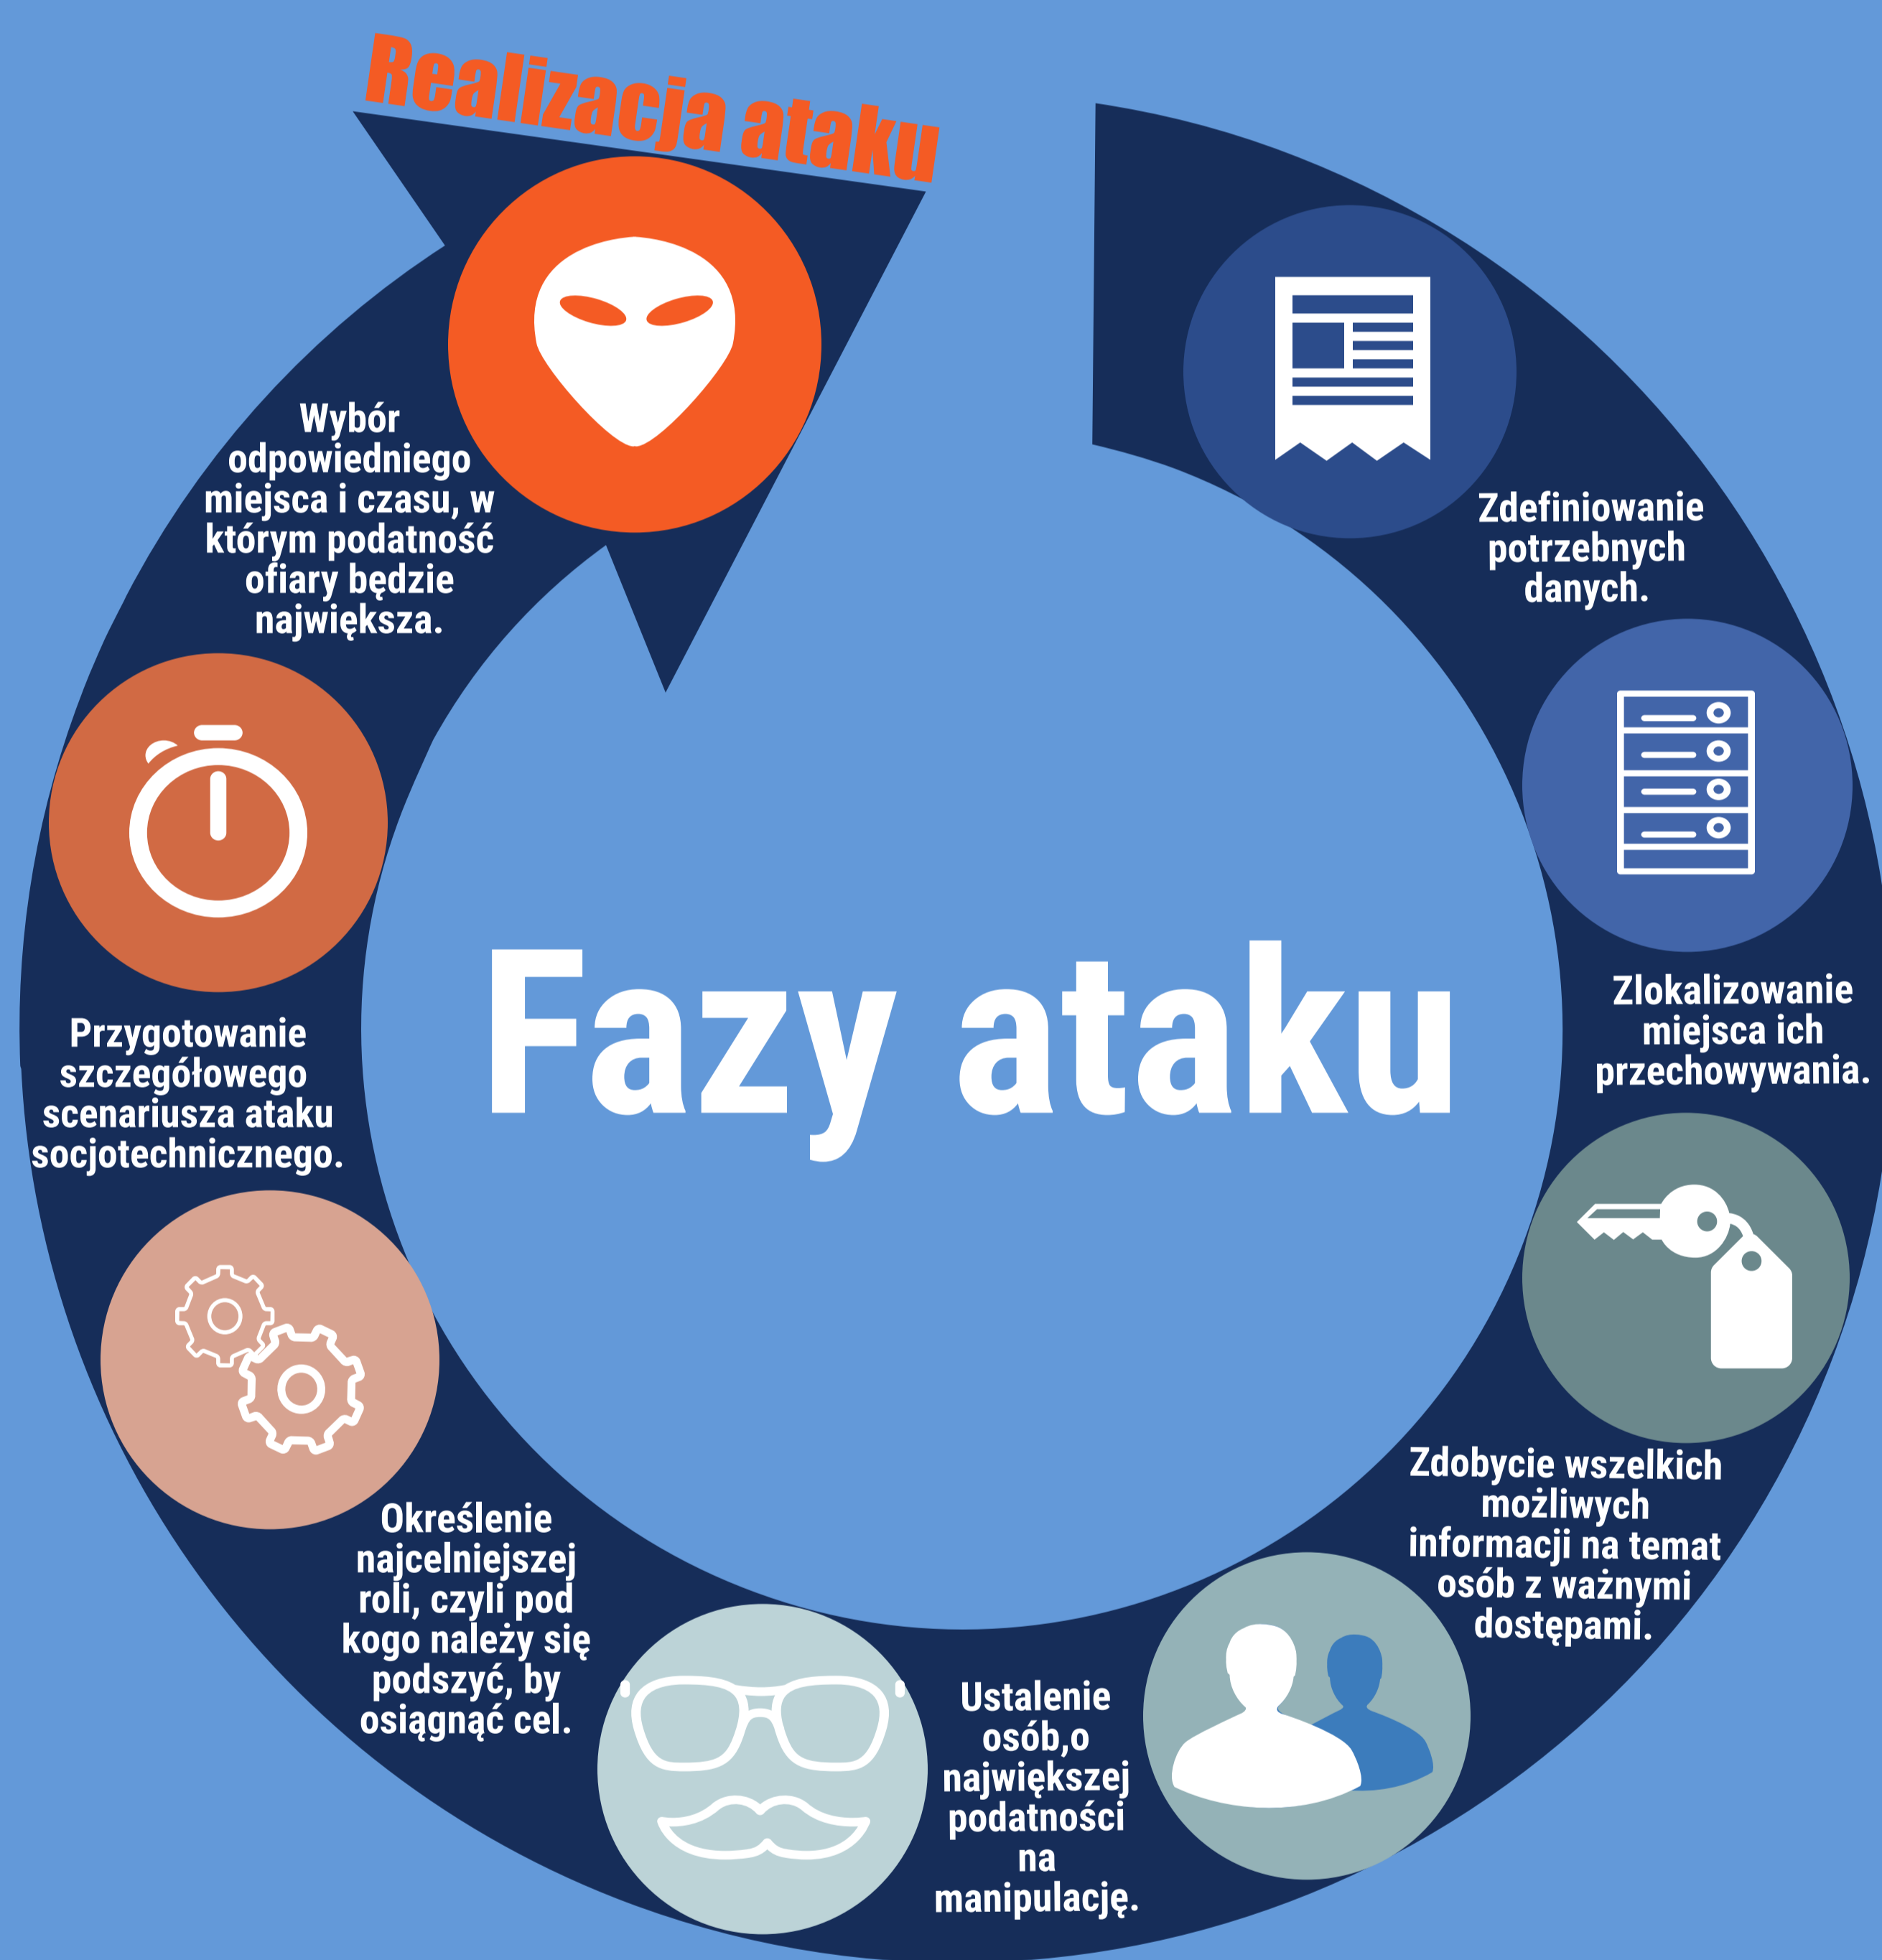 Realizacja ataku
Fazy ataku
Zdefiniowanie
potrzebnych
danych.
Zlokalizowanie
miejsca ich
przechowywania.
Zdobycie wszelkich
możliwych
informacji na temat
osób z ważnymi
dostępami.
Ustalenie
osób,o
największej
podatności
na
manipulację.
Określenie
najcelniejszej
roli, czyli pod
kogo należy się
podszyć, by
osiągnąć cel.
Przygotowanie
szczegółowego
scenariusza ataku
socjotechnicznego.
Wybór
odpowiedniego
miejsca i czasu, w
którym podatność
ofiary będzie
największa.